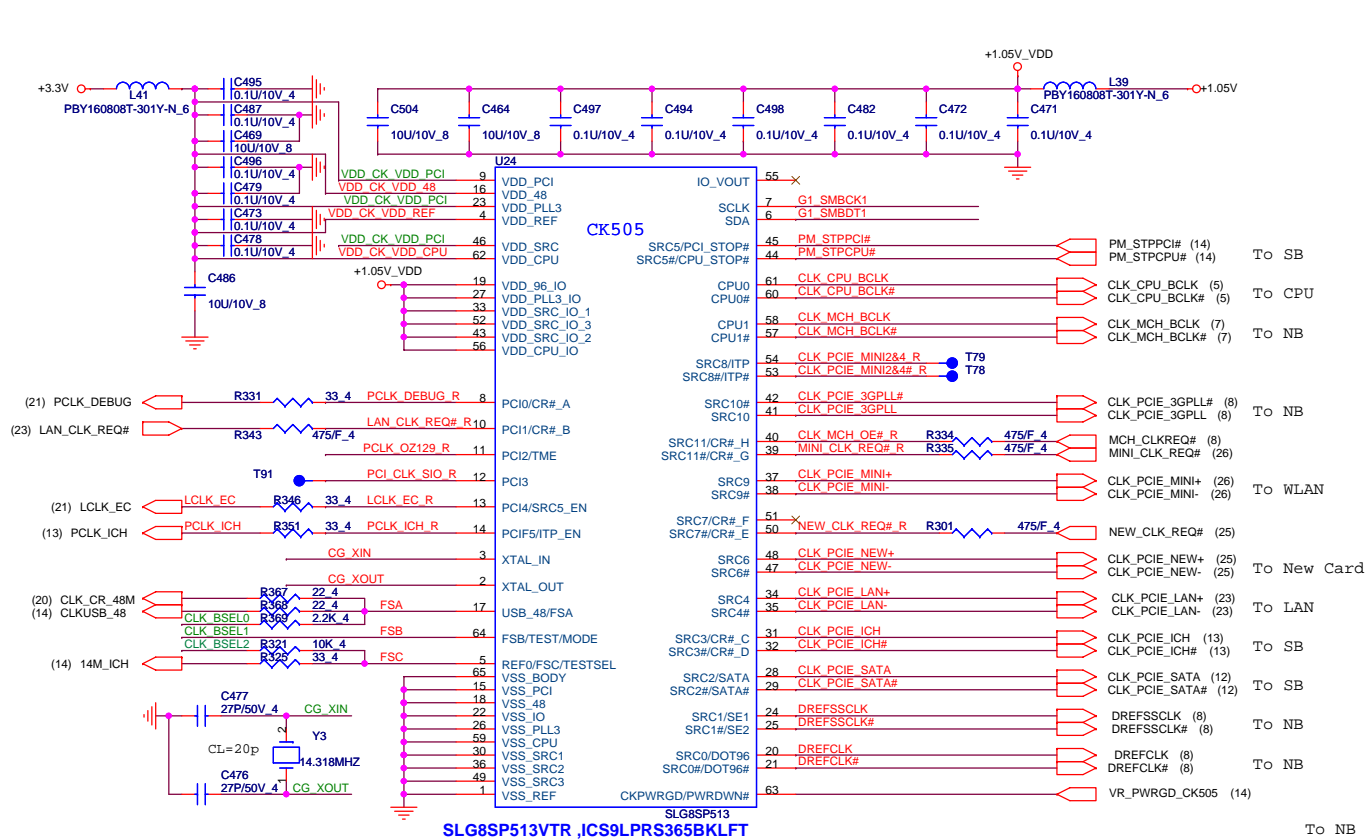 +1.05V_VDD
+3.3V
L41
PBY160808T-301Y-N_6
C495
0.1U/10V_4
C487
0.1U/10V_4
C469
10U/10V_8
C496
0.1U/10V_4
C479
0.1U/10V_4
C473
0.1U/10V_4
C478
0.1U/10V_4
C486
10U/10V_8
C504
10U/10V_8
C464
10U/10V_8
C497
0.1U/10V_4
C494
0.1U/10V_4
C498
0.1U/10V_4
C482
0.1U/10V_4
C472
0.1U/10V_4
C471
0.1U/10V_4
L39
PBY160808T-301Y-N_6
+1.05V
U24
CK505
VDD_CK_VDD_PCI 9 VDD_PCI
VDD_CK_VDD_48 16 VDD_48
VDD_CK_VDD_PCI 23 VDD_PLL3
VDD_CK_VDD_REF 4 VDD_REF
VDD_CK_VDD_PCI 46 VDD_SRC
VDD_CK_VDD_CPU 62 VDD_CPU
+1.05V_VDD
19 VDD_96_IO
27 VDD_PLL3_IO
33 VDD_SRC_IO_1
52 VDD_SRC_IO_3
43 VDD_SRC_IO_2
56 VDD_CPU_IO
(21) PCLK_DEBUG R331 33_4 PCLK_DEBUG_R 8 PCI0/CR#_A
(23) LAN_CLK_REQ# R343 475/F_4 LAN_CLK_REQ#_R 10 PCI1/CR#_B
PCLK_OZ129_R 11 PCI2/TME
T91 PCI_CLK_SIO_R 12 PCI3
(21) LCLK_EC LCLK_EC R346 33_4 LCLK_EC_R 13 PCI4/SRC5_EN
(13) PCLK_ICH PCLK_ICH R351 33_4 PCLK_ICH_R 14 PCIF5/ITP_EN
CG_XIN 3 XTAL_IN
CG_XOUT 2 XTAL_OUT
(20) CLK_CR_48M R367 22_4
(14) CLKUSB_48 R368 22_4 FSA 17 USB_48/FSA
CLK_BSEL0 R369 2.2K_4
CLK_BSEL1 FSB 64 FSB/TEST/MODE
CLK_BSEL2 R321 10K_4
(14) 14M_ICH R325 33_4 FSC 5 REF0/FSC/TESTSEL
65 VSS_BODY
15 VSS_PCI
18 VSS_48
22 VSS_IO
26 VSS_PLL3
59 VSS_CPU
30 VSS_SRC1
36 VSS_SRC2
49 VSS_SRC3
1 VSS_REF
C477
27P/50V_4 CG_XIN
CL=20p 2 Y3
14.318MHZ
1
C476
27P/50V_4 CG_XOUT
IO_VOUT 55
SCLK 7 G1_SMBCK1
SDA 6 G1_SMBDT1
SRC5/PCI_STOP# 45 PM_STPPCI# PM_STPPCI# (14)
SRC5#/CPU_STOP# 44 PM_STPCPU# PM_STPCPU# (14)
To SB
CPU0 61 CLK_CPU_BCLK CLK_CPU_BCLK (5)
CPU0# 60 CLK_CPU_BCLK# CLK_CPU_BCLK# (5)
To CPU
CPU1 58 CLK_MCH_BCLK CLK_MCH_BCLK (7)
CPU1# 57 CLK_MCH_BCLK# CLK_MCH_BCLK# (7)
To NB
SRC8/ITP 54 CLK_PCIE_MINI2&4_R T79
SRC8#/ITP# 53 CLK_PCIE_MINI2&4#_R T78
SRC10# 42 CLK_PCIE_3GPLL# CLK_PCIE_3GPLL# (8)
SRC10 41 CLK_PCIE_3GPLL CLK_PCIE_3GPLL (8)
To NB
SRC11/CR#_H 40 CLK_MCH_OE#_R R334 475/F_4 MCH_CLKREQ# (8)
SRC11#/CR#_G 39 MINI_CLK_REQ#_R R335 475/F_4 MINI_CLK_REQ# (26)
SRC9 37 CLK_PCIE_MINI+ CLK_PCIE_MINI+ (26)
SRC9# 38 CLK_PCIE_MINI- CLK_PCIE_MINI- (26)
To WLAN
SRC7/CR#_F 51
SRC7#/CR#_E 50 NEW_CLK_REQ#_R R301 475/F_4 NEW_CLK_REQ# (25)
SRC6 48 CLK_PCIE_NEW+ CLK_PCIE_NEW+ (25)
SRC6# 47 CLK_PCIE_NEW- CLK_PCIE_NEW- (25)
To New Card
SRC4 34 CLK_PCIE_LAN+ CLK_PCIE_LAN+ (23)
SRC4# 35 CLK_PCIE_LAN- CLK_PCIE_LAN- (23)
To LAN
SRC3/CR#_C 31 CLK_PCIE_ICH CLK_PCIE_ICH (13)
SRC3#/CR#_D 32 CLK_PCIE_ICH# CLK_PCIE_ICH# (13)
To SB
SRC2/SATA 28 CLK_PCIE_SATA CLK_PCIE_SATA (12)
SRC2#/SATA# 29 CLK_PCIE_SATA# CLK_PCIE_SATA# (12)
To SB
SRC1/SE1 24 DREFSSCLK DREFSSCLK (8)
SRC1#/SE2 25 DREFSSCLK# DREFSSCLK# (8)
To NB
SRC0/DOT96 20 DREFCLK DREFCLK (8)
SRC0#/DOT96# 21 DREFCLK# DREFCLK# (8)
To NB
CKPWRGD/PWRDWN# 63 VR_PWRGD_CK505 (14)
SLG8SP513
SLG8SP513VTR ,ICS9LPRS365BKLFT
To NB